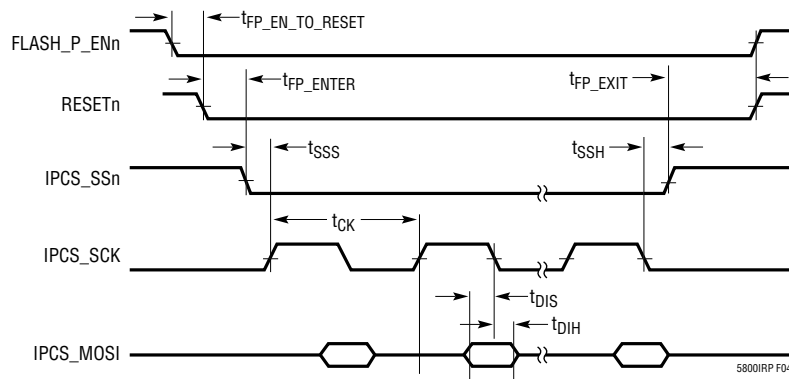 FLASH_P_ENn
tFP_EN_TO_RESET
tFP_ENTER
tFP_EXIT
RESETn
tSSS
tSSH
IPCS_SSn
tCK
IPCS_SCK
tDIS
tDIH
IPCS_MOSI
5800IRP F04